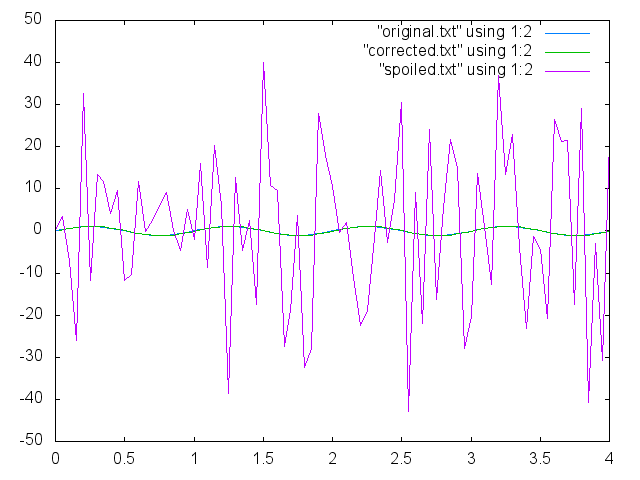 "original.txt" using 1:2
"corrected.txt" using 1:2
"spoiled.txt" using 1:2
50
40
30
20
10
0
-10
-20
-30
-40
-50
0 0.5 1 1.5 2 2.5 3 3.5 4